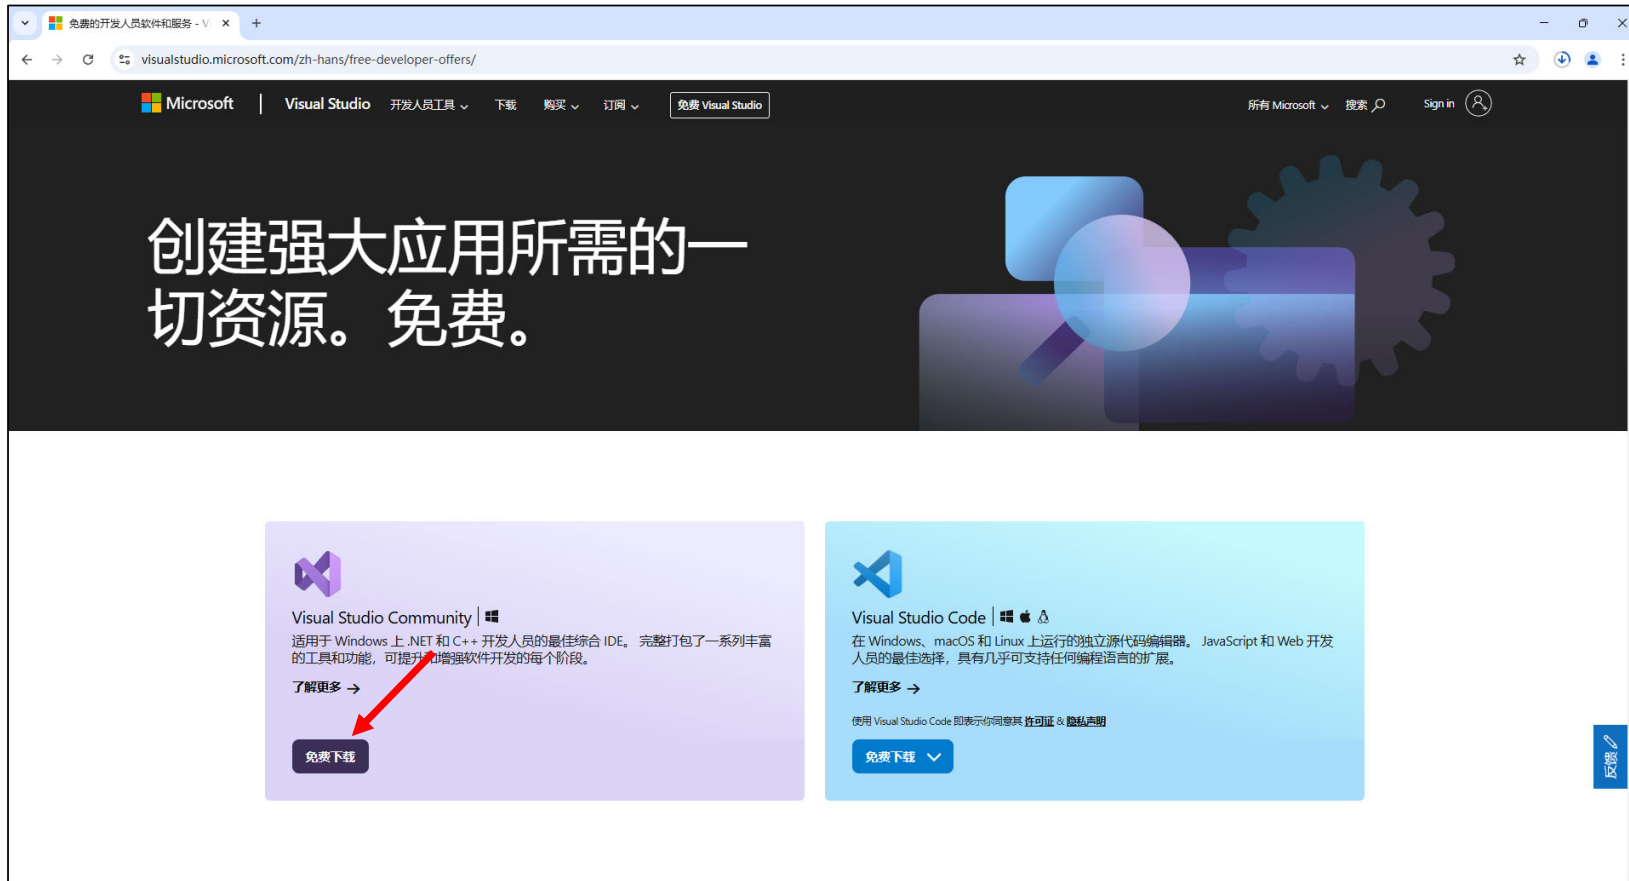 免费的开发人员软件和服务 - V
visualstudio.microsoft.com/zh-hans/free-developer-offers/
Microsoft Visual Studio 开发人员工具 下载 购买 订阅 免费 Visual Studio 所有 Microsoft 搜索 Sign in
创建强大应用所需的一
切资源。免费。
Visual Studio Community
适用于 Windows 上 .NET 和 C++ 开发人员的最佳综合 IDE。 完整打包了一系列丰富
的工具和功能，可提升和增强软件开发的每个阶段。
了解更多 →
免费下载
Visual Studio Code
在 Windows、macOS 和 Linux 上运行的独立源代码编辑器。 JavaScript 和 Web 开发
人员的最佳选择，具有几乎可支持任何编程语言的扩展。
了解更多 →
使用 Visual Studio Code 即表示你同意其 许可证 & 隐私声明
免费下载
反馈